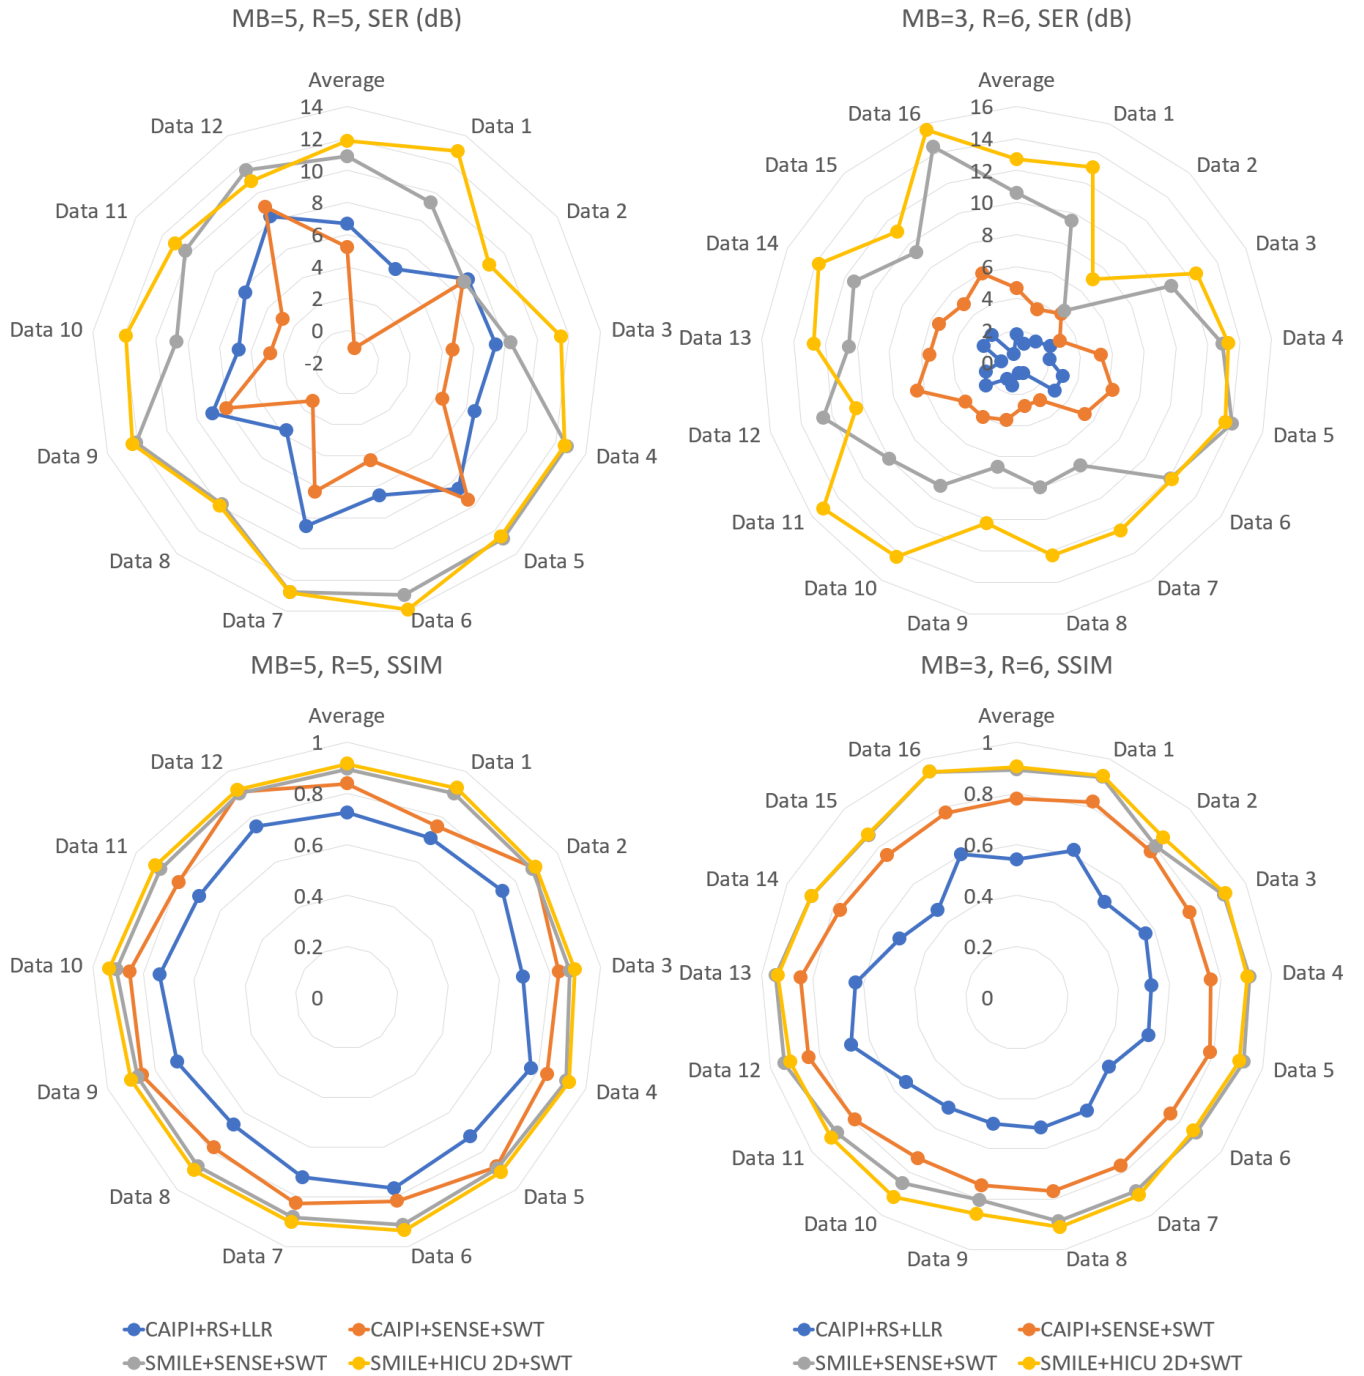 MB=5, R=5, SER (dB)
MB=3, R=6, SER (dB)
Average
Data 1
Data 2
Data 3
Data 4
Data 5
Data 6
Data 7
Data 8
Data 9
Data 10
Data 11
Data 12
14
12
10
8
6
4
2
0
-2
Average
Data 1
Data 2
Data 3
Data 4
Data 5
Data 6
Data 7
Data 8
Data 9
Data 10
Data 11
Data 12
Data 13
Data 14
Data 15
Data 16
16
14
12
10
8
6
4
2
0
MB=5, R=5, SSIM
MB=3, R=6, SSIM
Average
Data 1
Data 2
Data 3
Data 4
Data 5
Data 6
Data 7
Data 8
Data 9
Data 10
Data 11
Data 12
1
0.8
0.6
0.4
0.2
0
Average
Data 1
Data 2
Data 3
Data 4
Data 5
Data 6
Data 7
Data 8
Data 9
Data 10
Data 11
Data 12
Data 13
Data 14
Data 15
Data 16
1
0.8
0.6
0.4
0.2
0
CAIPI+RS+LLR
CAIPI+SENSE+SWT
SMILE+SENSE+SWT
SMILE+HICU 2D+SWT
CAIPI+RS+LLR
CAIPI+SENSE+SWT
SMILE+SENSE+SWT
SMILE+HICU 2D+SWT